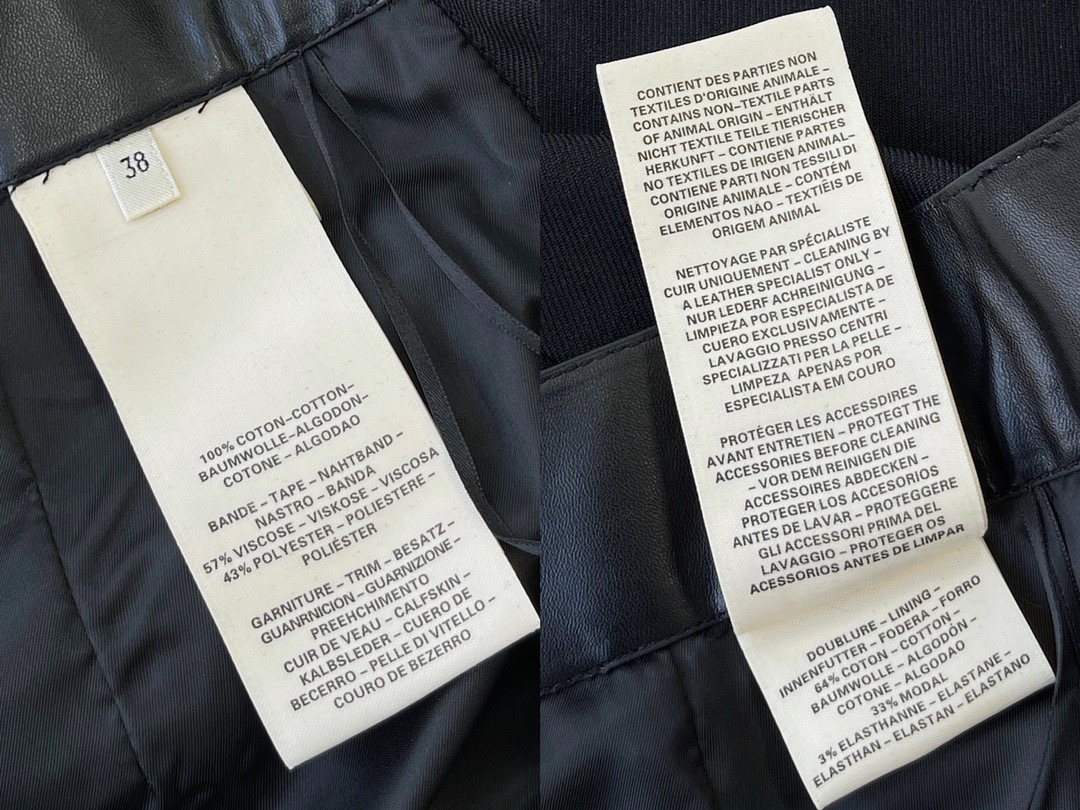 38
100% COTON-COTTON-
BAUMWOLLE-ALGODON-
COTONE - ALGODAO
BANDE - TAPE - NAHTBAND -
NASTRO - BANDA
57% VISCOSE - VISKOSE - VISCOSA
43% POLYESTER - POLIESTERE -
POLIÉSTER
GARNITURE - TRIM - BESATZ -
GUANRNICION - GUARNIZIONE -
PREEHCHIMENTO
CUIR DE VEAU - CALFSKIN -
KALBSLEDER - CUERO DE
BECERRO - PELLE DI VITELLO -
COURO DE BEZERRO
CONTIENT DES PARTIES NON
TEXTILES D'ORIGINE ANIMALE -
CONTAINS NON-TEXTILE PARTS
OF ANIMAL ORIGIN - ENTHÄLT
NICHT TEXTILE TEILE TIERISCHER
HERKUNFT - CONTIENE PARTES
NO TEXTILES DE IRIGEN ANIMAL-
CONTIENE PARTI NON TESSILI DI
ORIGINE ANIMALE - CONTÉM
ELEMENTOS NÃO - TEXTIÉIS DE
ORIGEM ANIMAL
NETTOYAGE PAR SPÉCIALISTE
CUIR UNIQUEMENT - CLEANING BY
A LEATHER SPECIALIST ONLY -
NUR LEDERF ACHREINIGUNG -
LIMPIEZA POR ESPECIALISTA DE
CUERO EXCLUSIVAMENTE -
LAVAGGIO PRESSO CENTRI
SPECIALIZZATI PER LA PELLE -
LIMPEZA APENAS POR
ESPECIALISTA EM COURO
PROTÉGER LES ACCESSDIRES
AVANT ENTRETIEN - PROTECT THE
ACCESSORIES BEFORE CLEANING
- VOR DEM REINIGEN DIE
ACCESSOIRES ABDECKEN -
PROTEGER LOS ACCESORIOS
ANTES DE LAVAR - PROTEGGERE
GLI ACCESSORI PRIMA DEL
LAVAGGIO - PROTEGER OS
ACESSORIOS ANTES DE LIMPAR
DOUBLURE - LINING -
INNENFUTTER - FODERA - FORRO
64% COTON - COTTON -
BAUMWOLLE - ALGODÓN -
COTONE - ALGODAO
33% MODAL
3% ELASTHANNE - ELASTANE -
ELASTHAN - ELASTAN - ELASTANO